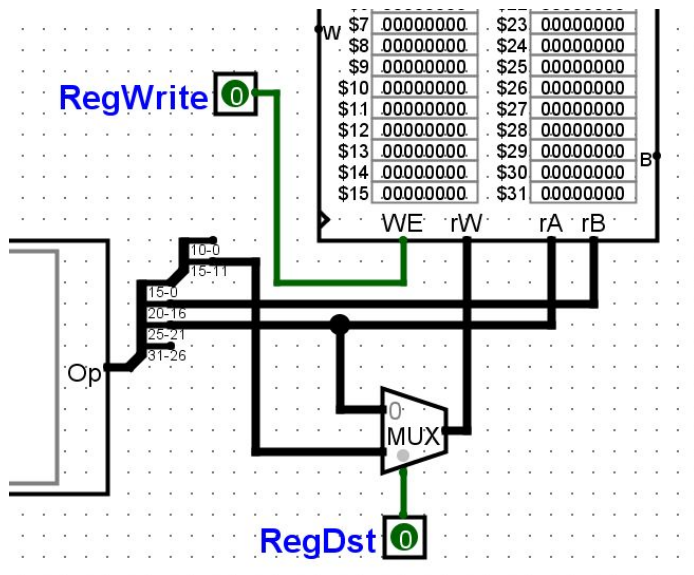 W
$7 00000000 $23 00000000
$8 00000000 $24 00000000
$9 00000000 $25 00000000
$10 00000000 $26 00000000
$11 00000000 $27 00000000
$12 00000000 $28 00000000
$13 00000000 $29 00000000
$14 00000000 $30 00000000
$15 00000000 $31 00000000
B
WE rW rA rB
RegWrite 0
10-0
15-11
15-0
20-16
25-21
31-26
Op
0
MUX
RegDst 0